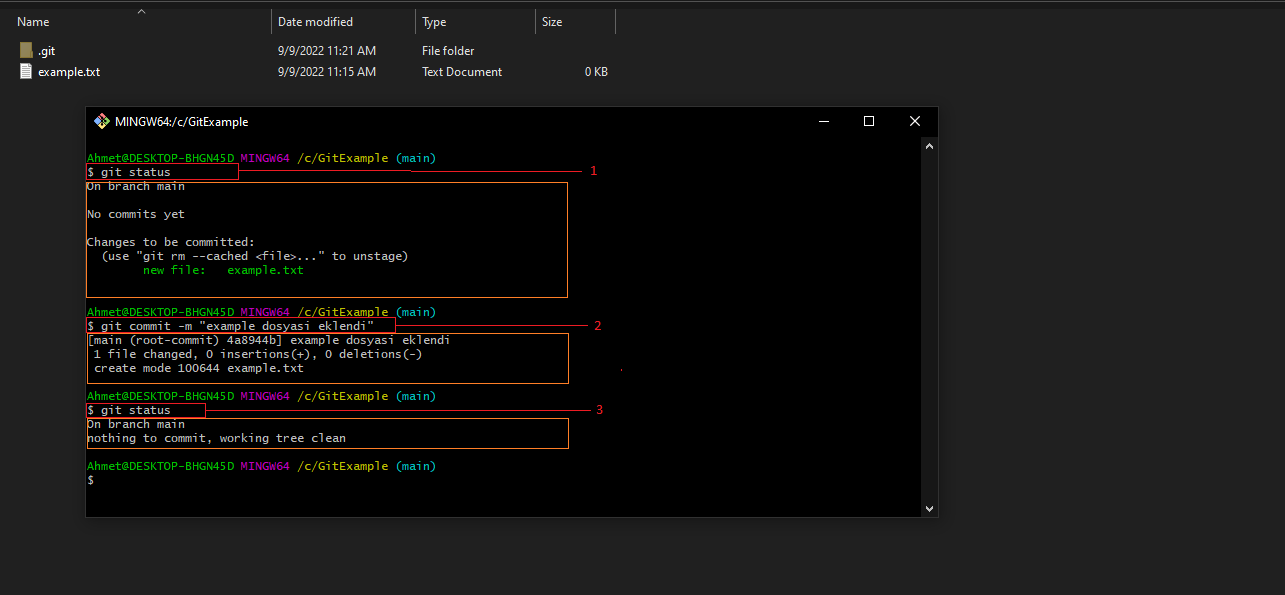 Name Date modified Type Size
.git 9/9/2022 11:21 AM File folder
example.txt 9/9/2022 11:15 AM Text Document 0 KB
MINGW64:/c/GitExample
Ahmet@DESKTOP-BHGN45D MINGW64 /c/GitExample (main)
$ git status 1
On branch main
No commits yet
Changes to be committed:
(use "git rm --cached <file>..." to unstage)
new file: example.txt
Ahmet@DESKTOP-BHGN45D MINGW64 /c/GitExample (main)
$ git commit -m "example dosyasi eklendi" 2
[main (root-commit) 4a8944b] example dosyasi eklendi
1 file changed, 0 insertions(+), 0 deletions(-)
create mode 100644 example.txt
Ahmet@DESKTOP-BHGN45D MINGW64 /c/GitExample (main)
$ git status 3
On branch main
nothing to commit, working tree clean
Ahmet@DESKTOP-BHGN45D MINGW64 /c/GitExample (main)
$